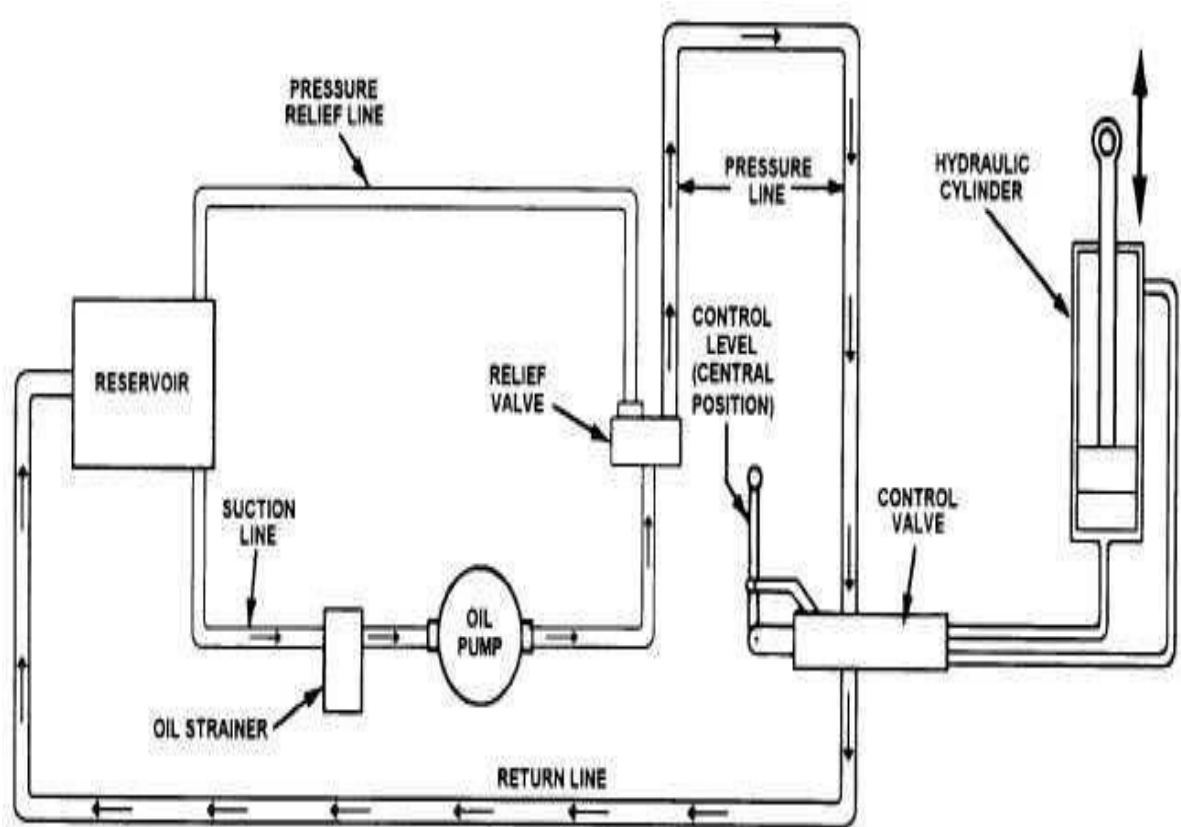 PRESSURE
RELIEF LINE
PRESSURE
LINE
HYDRAULIC
CYLINDER
RESERVOIR
RELIEF
VALVE
CONTROL
LEVEL
(CENTRAL
POSITION)
SUCTION
LINE
CONTROL
VALVE
OIL
PUMP
OIL STRAINER
RETURN LINE